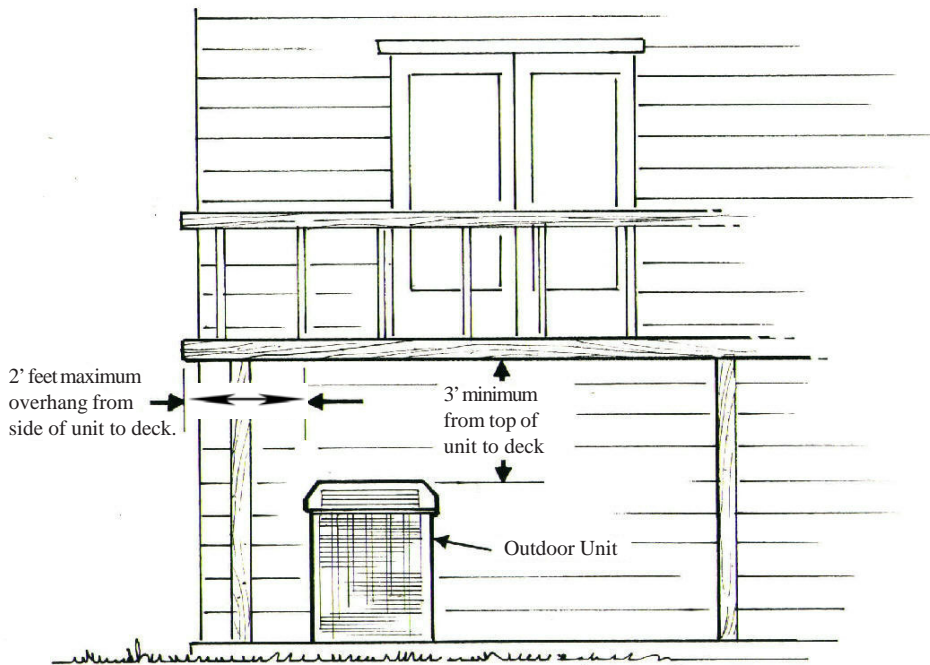 2’ feet maximum
overhang from
side of unit to deck.
3’ minimum
from top of
unit to deck
Outdoor Unit